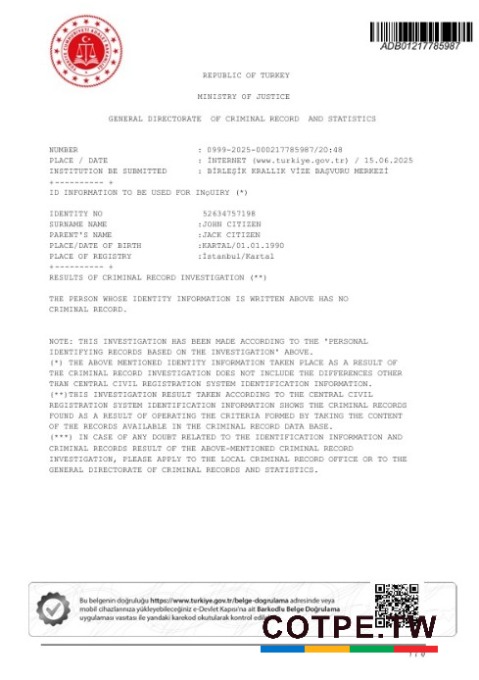 ADB01217785987
REPUBLIC OF TURKEY
MINISTRY OF JUSTICE
GENERAL DIRECTORATE OF CRIMINAL RECORD AND STATISTICS
NUMBER : 0999-2025-000217785987/20:48
PLACE / DATE : İNTERNET (www.turkiye.gov.tr) / 15.06.2025
INSTITUTION BE SUBMITTED : BİRLEŞİK KRALLIK VİZE BAŞVURU MERKEZİ
+---------- +
ID INFORMATION TO BE USED FOR INQUIRY (*)
IDENTITY NO 52634757198
SURNAME NAME :JOHN CITIZEN
PARENT'S NAME :JACK CITIZEN
PLACE/DATE OF BIRTH :KARTAL/01.01.1990
PLACE OF REGISTRY :İstanbul/Kartal
+---------- +
RESULTS OF CRIMINAL RECORD INVESTIGATION (**)
THE PERSON WHOSE IDENTITY INFORMATION IS WRITTEN ABOVE HAS NO
CRIMINAL RECORD.
NOTE: THIS INVESTIGATION HAS BEEN MADE ACCORDING TO THE 'PERSONAL
IDENTIFYING RECORDS BASED ON THE INVESTIGATION' ABOVE.
(*) THE ABOVE MENTIONED IDENTITY INFORMATION TAKEN PLACE AS A RESULT OF
THE CRIMINAL RECORD INVESTIGATION DOES NOT INCLUDE THE DIFFERENCES OTHER
THAN CENTRAL CIVIL REGISTRATION SYSTEM IDENTIFICATION INFORMATION.
(**)THIS INVESTIGATION RESULT TAKEN ACCORDING TO THE CENTRAL CIVIL
REGISTRATION SYSTEM IDENTIFICATION INFORMATION SHOWS THE CRIMINAL RECORDS
FOUND AS A RESULT OF OPERATING THE CRITERIA FORMED BY TAKING THE CONTENT
OF THE RECORDS AVAILABLE IN THE CRIMINAL RECORD DATA BASE.
(***) IN CASE OF ANY DOUBT RELATED TO THE IDENTIFICATION INFORMATION AND
CRIMINAL RECORDS RESULT OF THE ABOVE-MENTIONED CRIMINAL RECORD
INVESTIGATION, PLEASE APPLY TO THE LOCAL CRIMINAL RECORD OFFICE OR TO THE
GENERAL DIRECTORATE OF CRIMINAL RECORDS AND STATISTICS.
Bu belgenin doğruluğu https://www.turkiye.gov.tr/belge-dogrulama adresinde veya
mobil cihazlarınıza yükleyebileceğiniz e-Devlet Kapısı'na ait Barkodlu Belge Doğrulama
uygulaması vasıtası ile yandaki karekod okutularak kontrol
COTPE.TW